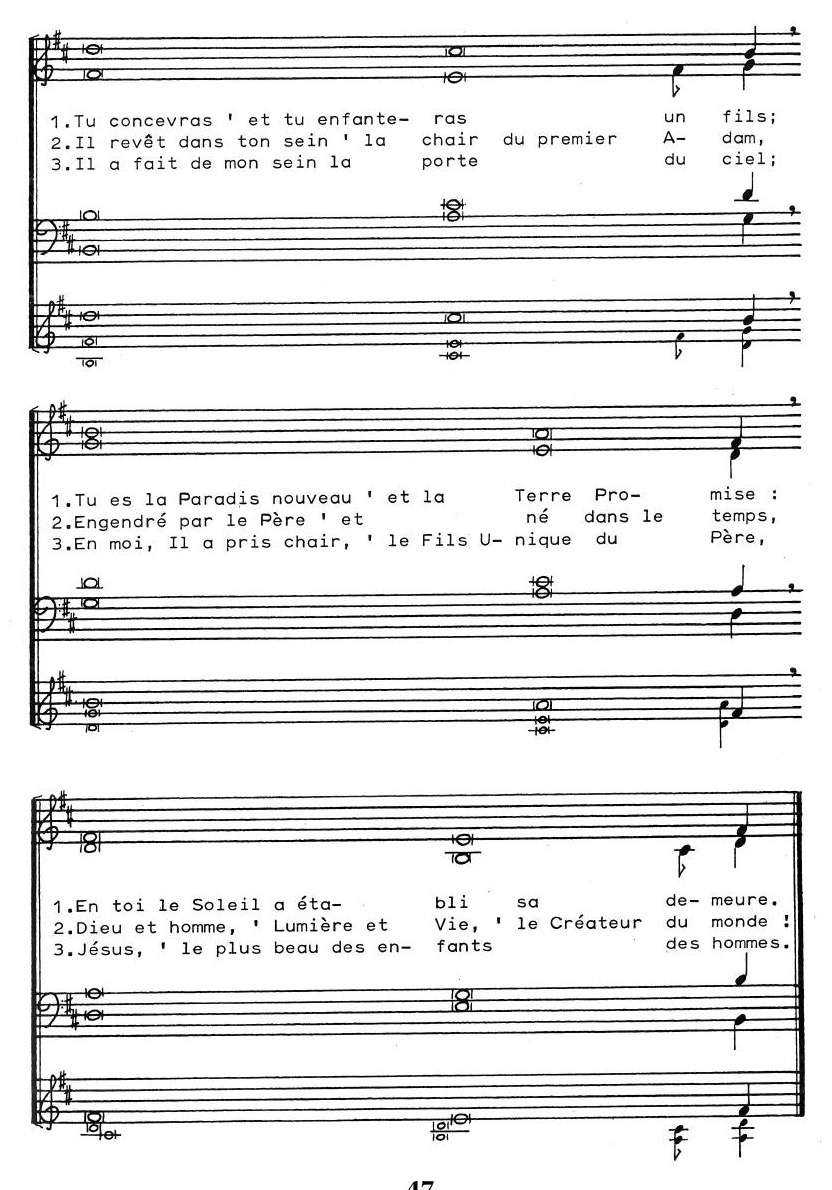 1.Tu concevras ' et tu enfante- ras un fils;
2.Il revêt dans ton sein ' la chair du premier A- dam,
3.Il a fait de mon sein la porte du ciel;
1.Tu es la Paradis nouveau ' et la Terre Pro- mise :
2.Engendré par le Père ' et né dans le temps,
3.En moi, Il a pris chair, ' le Fils U- nique du Père,
1.En toi le Soleil a éta- bli sa de- meure.
2.Dieu et homme, ' Lumière et Vie, ' le Créateur du monde !
3.Jésus, ' le plus beau des en- fants des hommes.
47